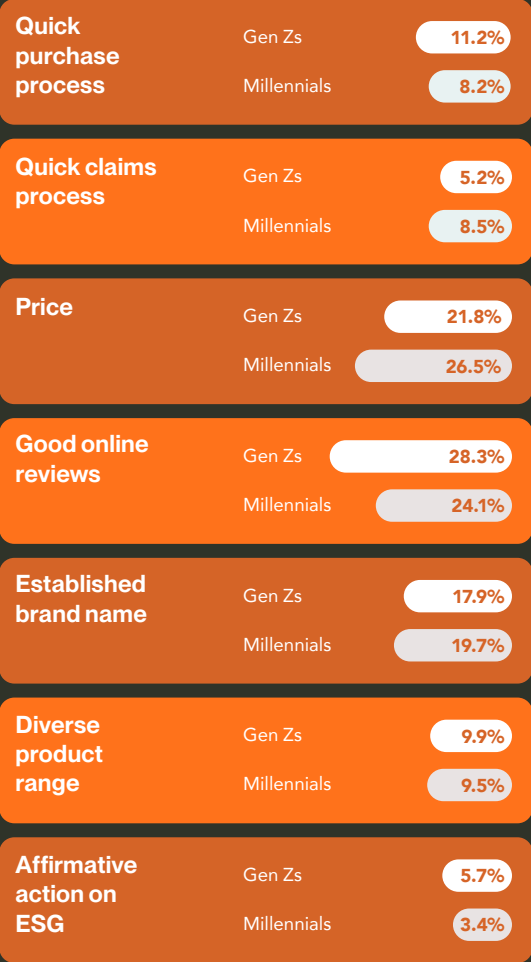 Quick
purchase
process
Gen Zs 11.2%
Millennials 8.2%
Quick claims
process
Gen Zs 5.2%
Millennials 8.5%
Price
Gen Zs 21.8%
Millennials 26.5%
Good online
reviews
Gen Zs 28.3%
Millennials 24.1%
Established
brand name
Gen Zs 17.9%
Millennials 19.7%
Diverse
product
range
Gen Zs 9.9%
Millennials 9.5%
Affirmative
action on
ESG
Gen Zs 5.7%
Millennials 3.4%